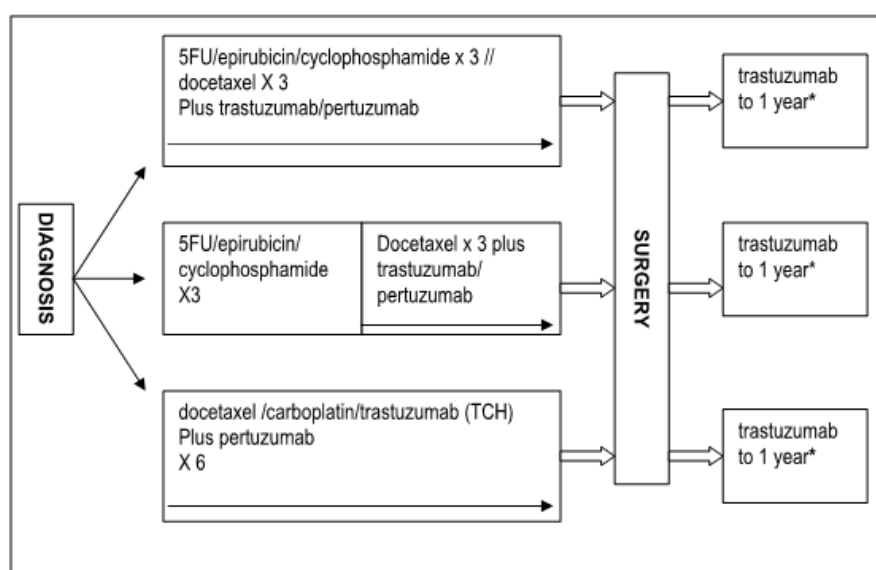 5FU/epirubicin/cyclophosphamide x 3 //
docetaxel X 3
Plus trastuzumab/pertuzumab
trastuzumab
to 1 year*
DIAGNOSIS
5FU/epirubicin/
cyclophosphamide
X3
Docetaxel x 3 plus
trastuzumab/
pertuzumab
SURGERY
trastuzumab
to 1 year*
docetaxel /carboplatin/trastuzumab (TCH)
Plus pertuzumab
X 6
trastuzumab
to 1 year*